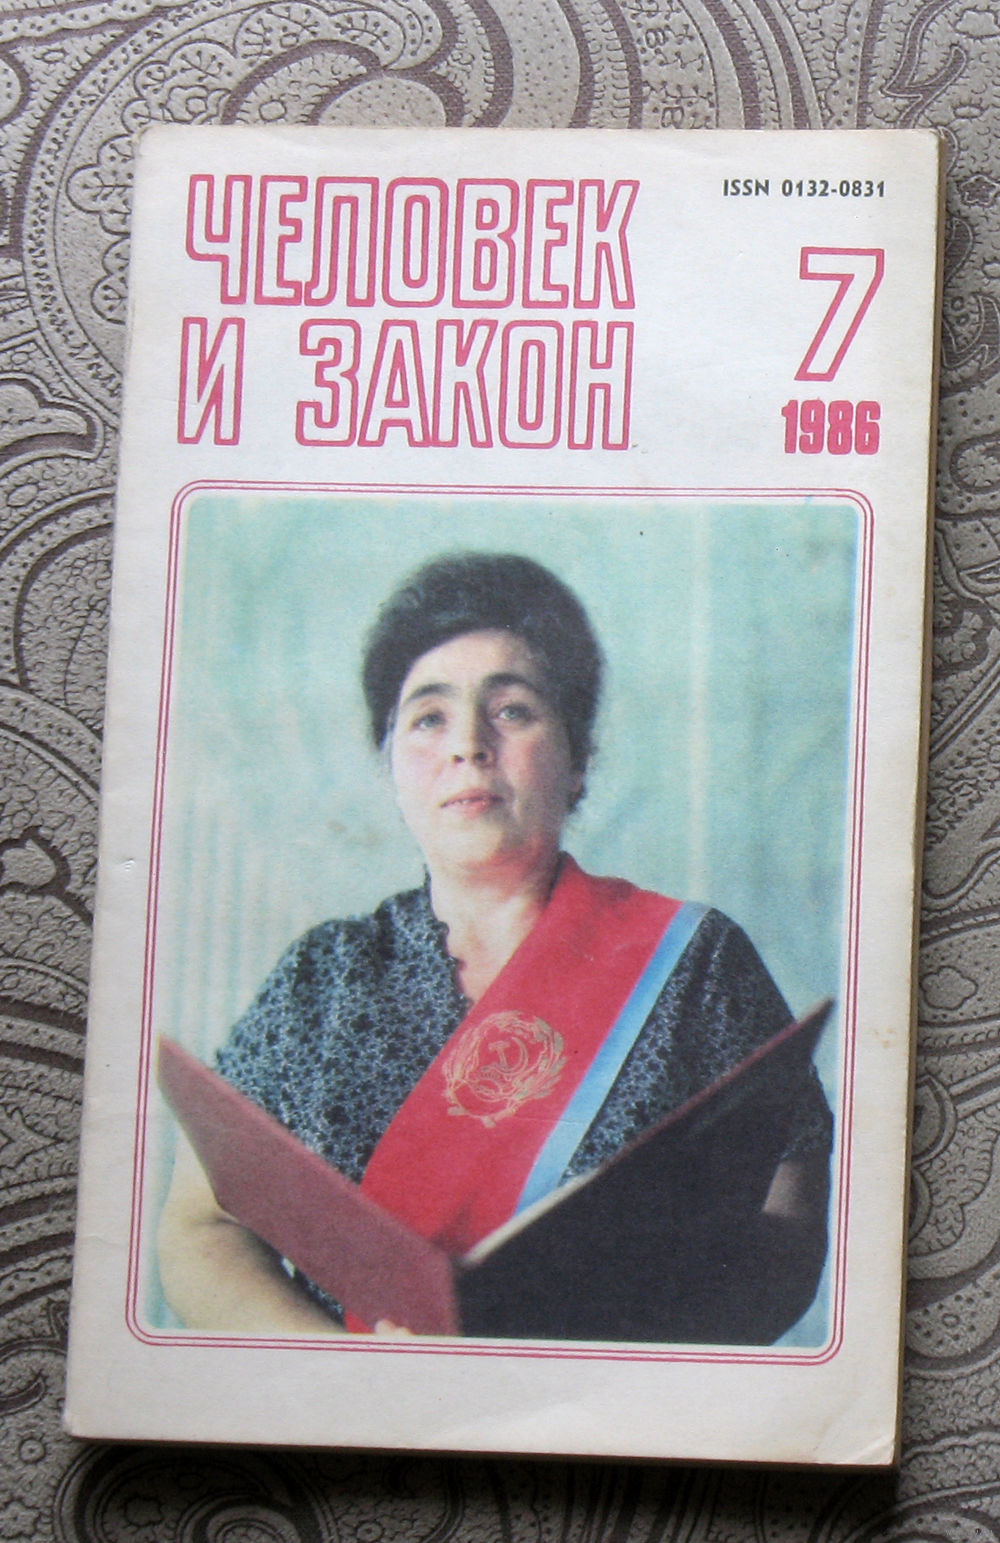 ЧЕЛОВЕК
И ЗАКОН
ISSN 0132-0831
7
1986